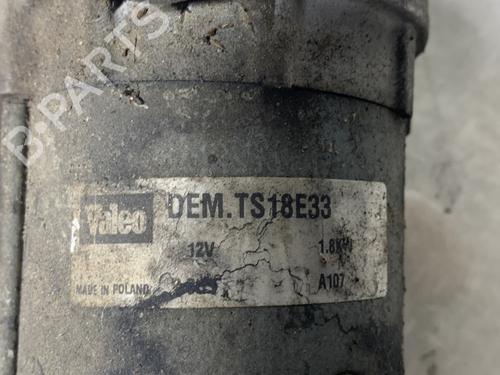 B-PARTS
Valeo DEM.TS18E33
12V 1.8KW
MADE IN POLAND A107